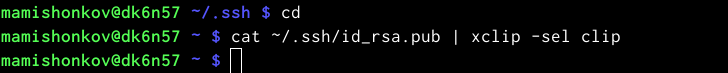 mamishonkov@dk6n57 ~/.ssh $ cd
mamishonkov@dk6n57 ~ $ cat ~/.ssh/id_rsa.pub | xclip -sel clip
mamishonkov@dk6n57 ~ $